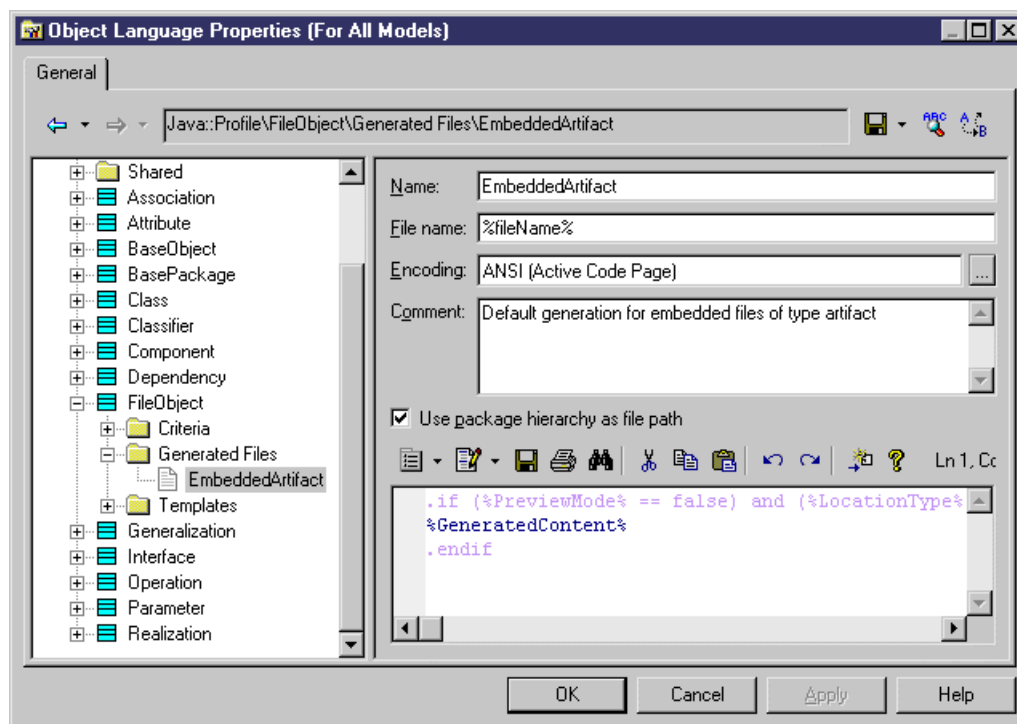 Object Language Properties (For All Models)
General
Java::Profile\FileObject\Generated Files\EmbeddedArtifact
Shared
Association
Attribute
BaseObject
BasePackage
Class
Classifier
Component
Dependency
FileObject
Criteria
Generated Files
EmbeddedArtifact
Templates
Generalization
Interface
Operation
Parameter
Realization
Name: EmbeddedArtifact
File name: %fileName%
Encoding: ANSI (Active Code Page) ...
Comment: Default generation for embedded files of type artifact
Use package hierarchy as file path
Ln 1, Cc
.if (%PreviewMode% == false) and (%LocationType%
%GeneratedContent%
.endif
OK Cancel Apply Help